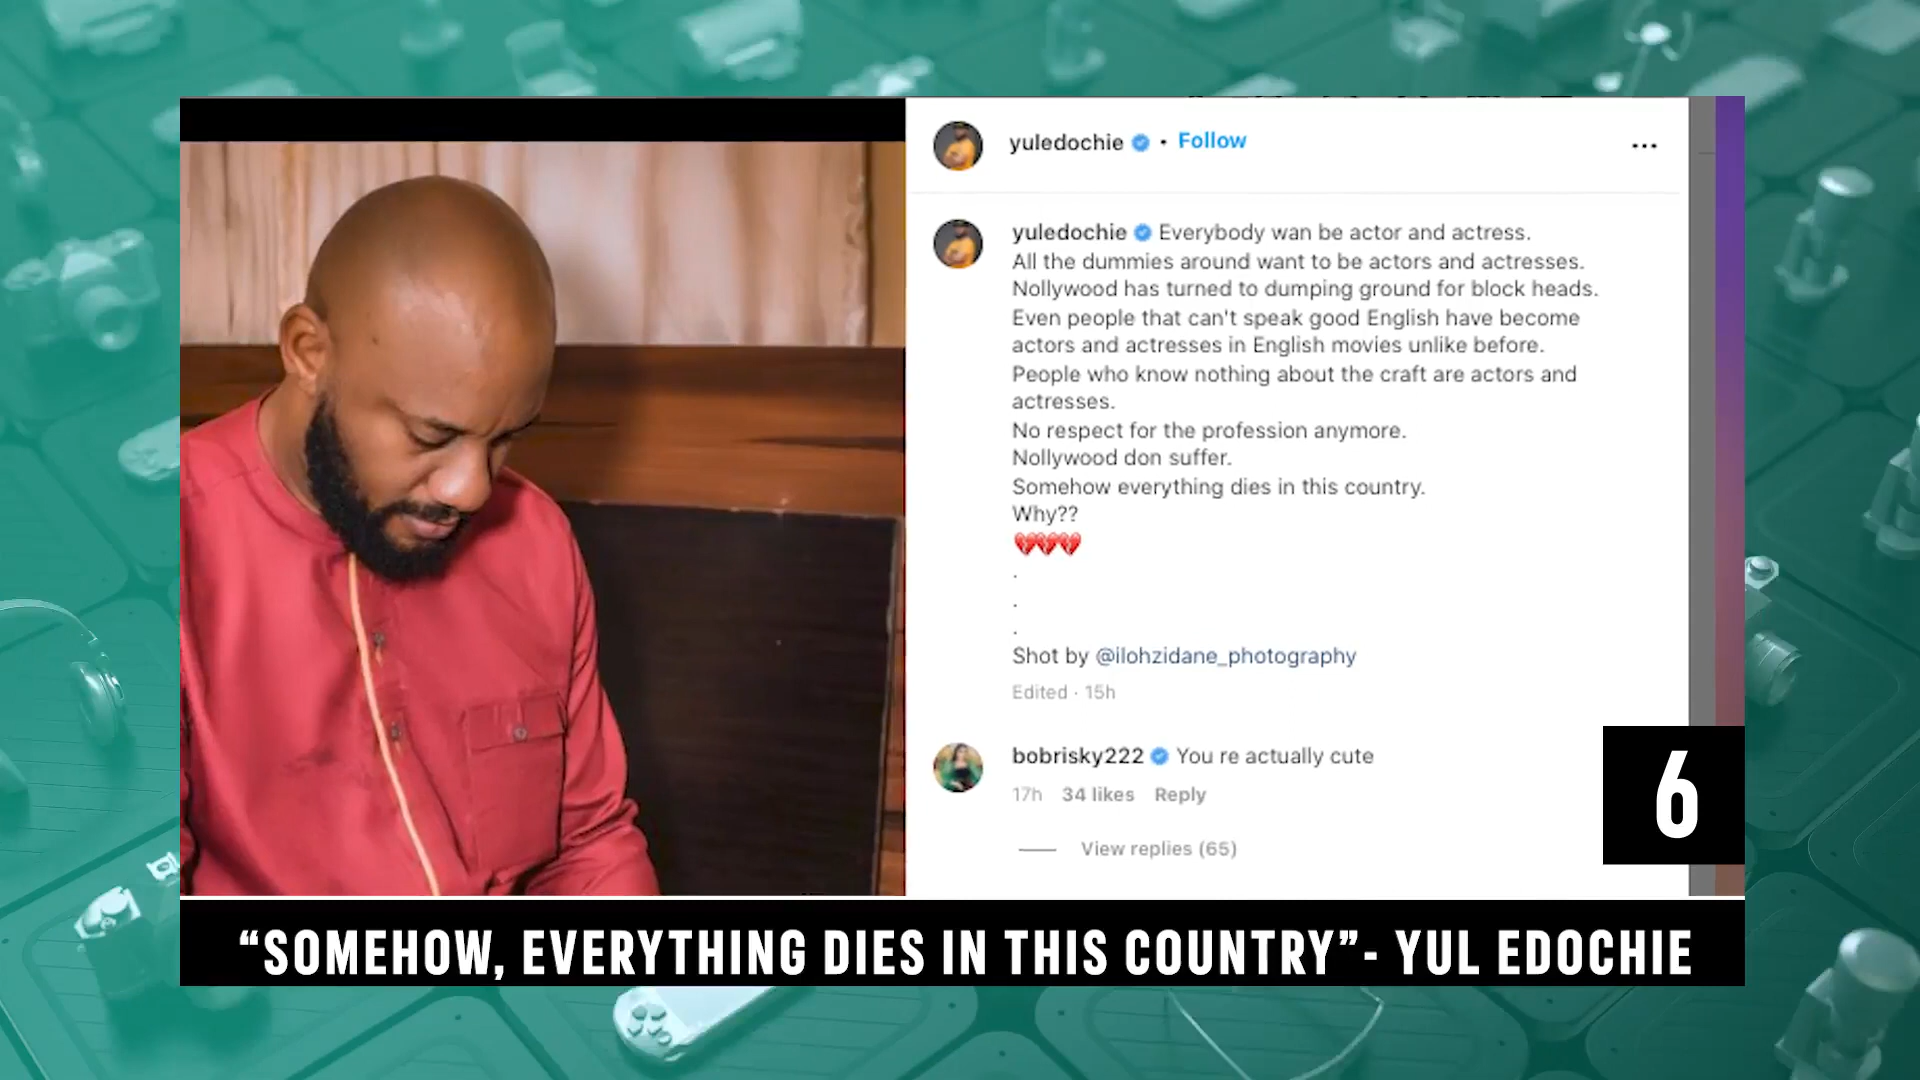 yuledochie • Follow
...
yuledochie Everybody wan be actor and actress.
All the dummies around want to be actors and actresses.
Nollywood has turned to dumping ground for block heads.
Even people that can't speak good English have become
actors and actresses in English movies unlike before.
People who know nothing about the craft are actors and
actresses.
No respect for the profession anymore.
Nollywood don suffer.
Somehow everything dies in this country.
Why??
💔💔💔
.
.
.
Shot by @ilohzidane_photography
Edited · 15h
bobrisky222 You re actually cute
17h 34 likes Reply
View replies (65)
6
“SOMEHOW, EVERYTHING DIES IN THIS COUNTRY”- YUL EDOCHIE